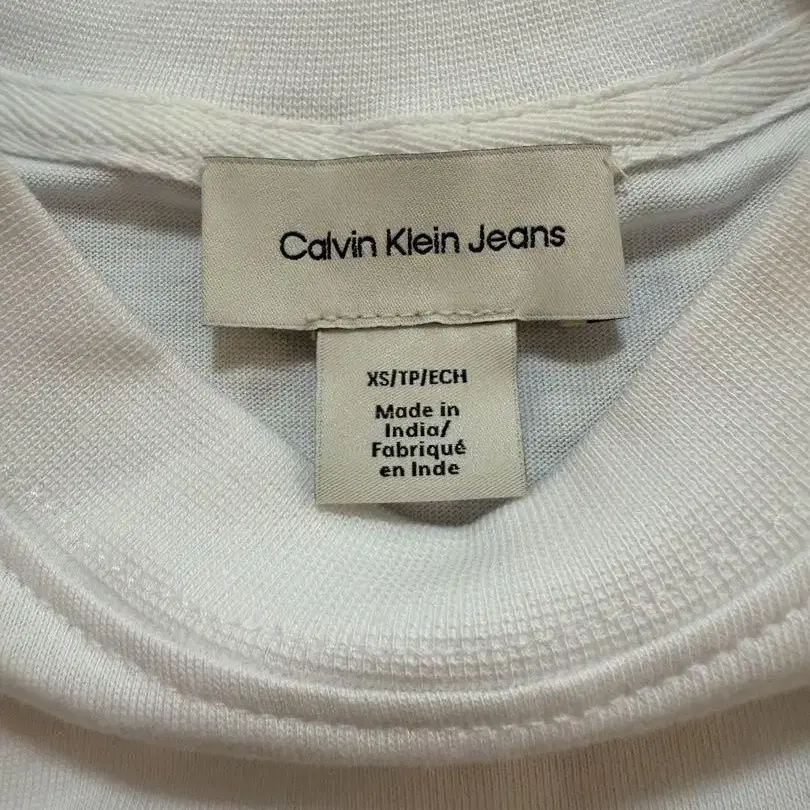 Calvin Klein Jeans
XS/TP/ECH
Made in
India/
Fabriqué
en Inde